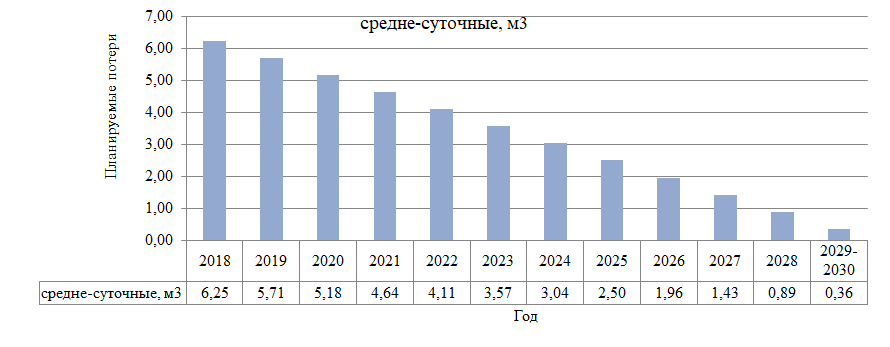 средне-суточные, м3
Планируемые потери
7,00
6,00
5,00
4,00
3,00
2,00
1,00
0,00
2018 2019 2020 2021 2022 2023 2024 2025 2026 2027 2028 2029-
2030
средне-суточные, м3 6,25 5,71 5,18 4,64 4,11 3,57 3,04 2,50 1,96 1,43 0,89 0,36
Год